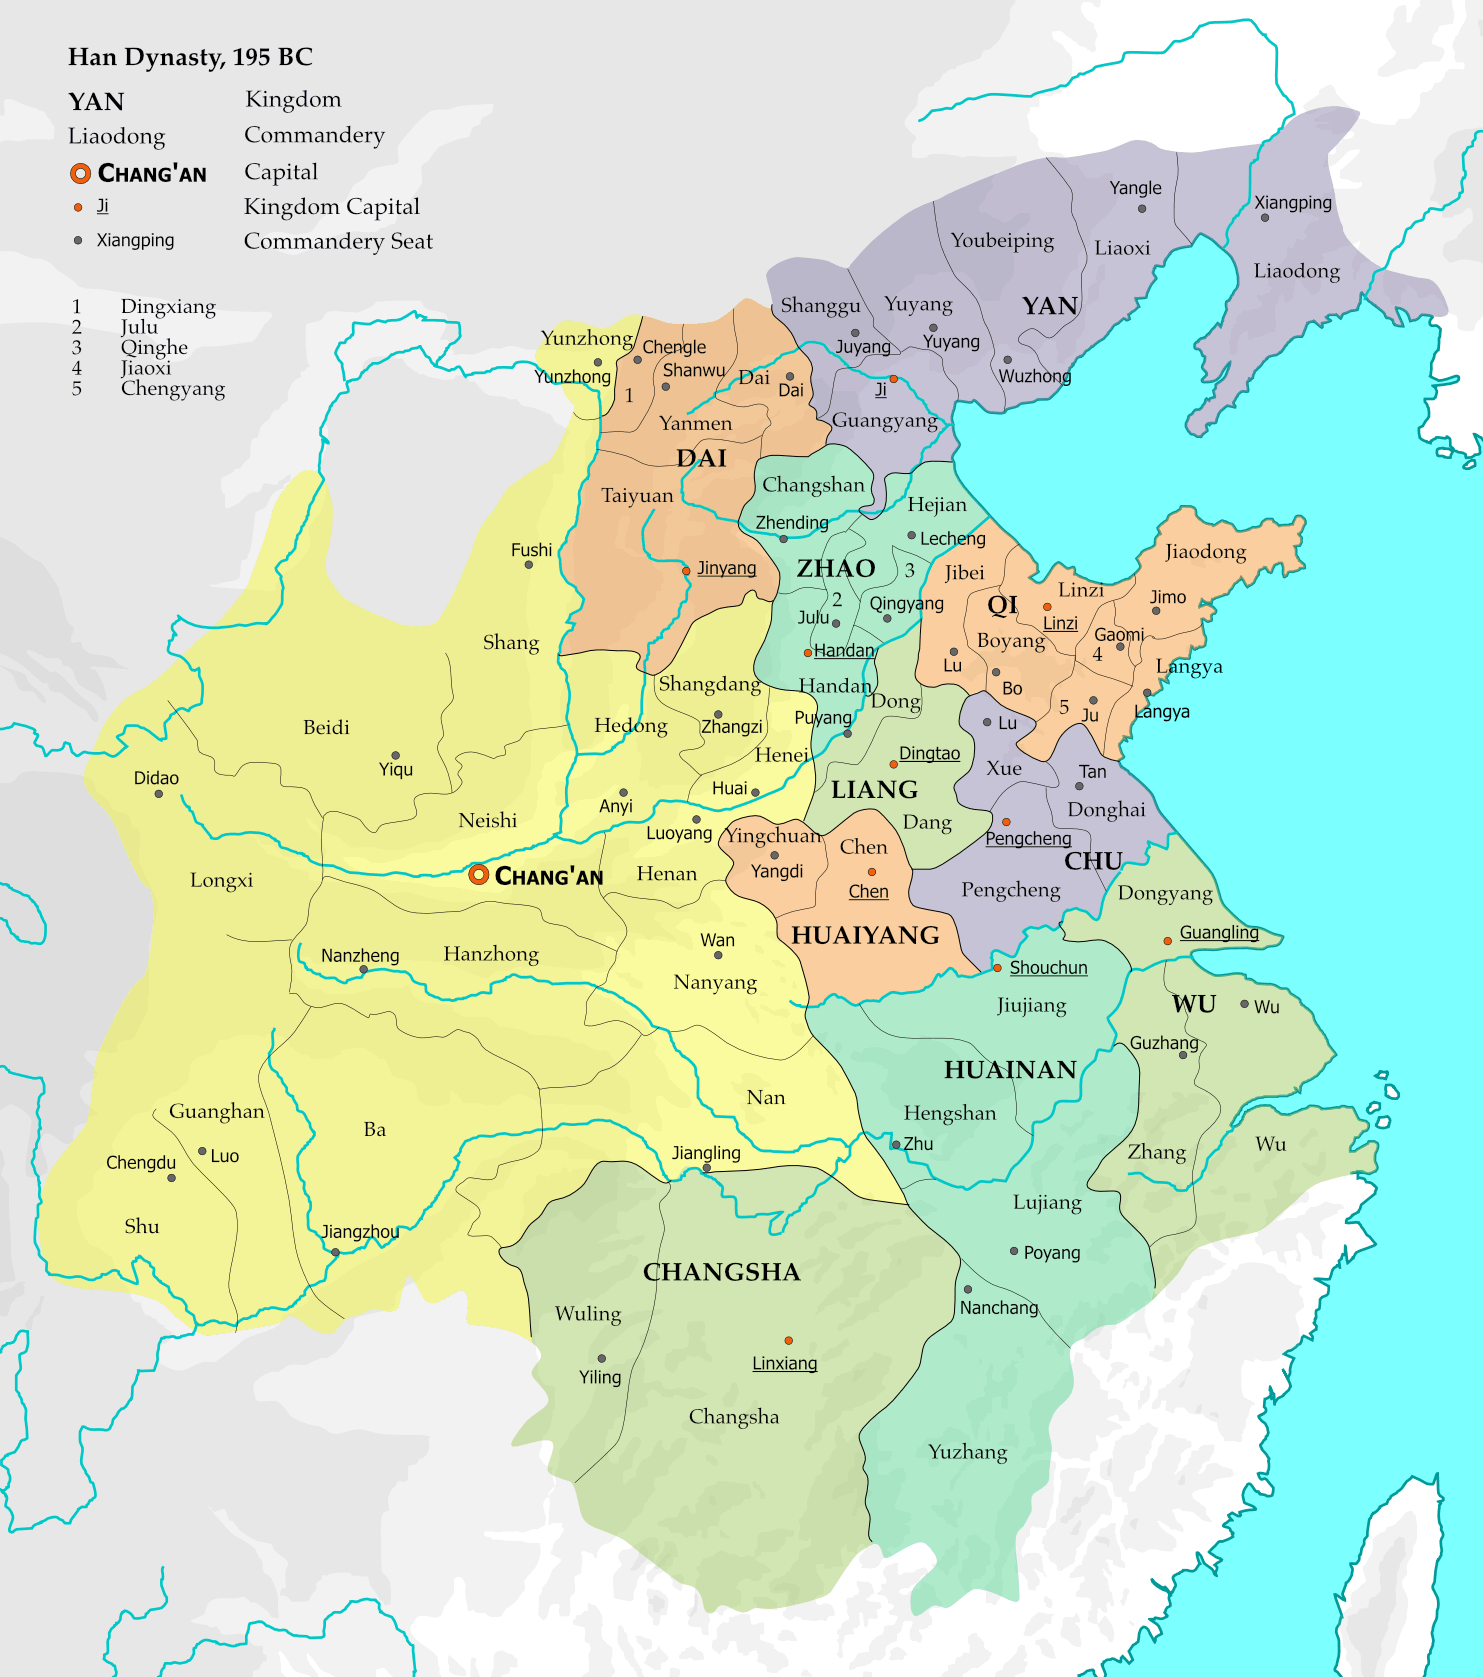 Han Dynasty, 195 BC
YAN Kingdom
Liaodong Commandery
CHANG'AN Capital
Ji Kingdom Capital
Xiangping Commandery Seat
1 Dingxiang
2 Julu
3 Qinghe
4 Jiaoxi
5 Chengyang
Yangle
Xiangping
Youbeiping
Liaoxi
Liaodong
Shanggu
Yuyang
YAN
Yunzhong
Chengle
Juyang
Yuyang
Yunzhong
Shanwu
Dai
Dai
Wuzhong
1
Ji
Yanmen
Guangyang
DAI
Taiyuan
Changshan
Hejian
Zhending
Lecheng
Fushi
Jinyang
ZHAO
3
Jibei
Jiaodong
Linzi
QI
Linzi
Jimo
2
Qingyang
Julu
Shang
Handan
Boyang
Gaomi
4
Lu
Langya
Shangdang
Handan
Bo
Dong
5
Ju
Langya
Beidi
Hedong
Zhangzi
Puyang
Lu
Henei
Dingtao
Yiqu
Xue
Tan
Didao
Huai
LIANG
Anyi
Donghai
Neishi
Luoyang
Yingchuan
Dang
Pengcheng
Chen
CHU
CHANG'AN
Henan
Yangdi
Longxi
Chen
Pengcheng
Dongyang
HUAIYANG
Guangling
Wan
Nanzheng
Hanzhong
Shouchun
Nanyang
Jiujiang
WU
Wu
Guzhang
HUAINAN
Nan
Guanghan
Hengshan
Ba
Zhu
Wu
Luo
Chengdu
Jiangling
Zhang
Lujiang
Shu
Jiangzhou
Poyang
CHANGSHA
Nanchang
Wuling
Linxiang
Yiling
Changsha
Yuzhang